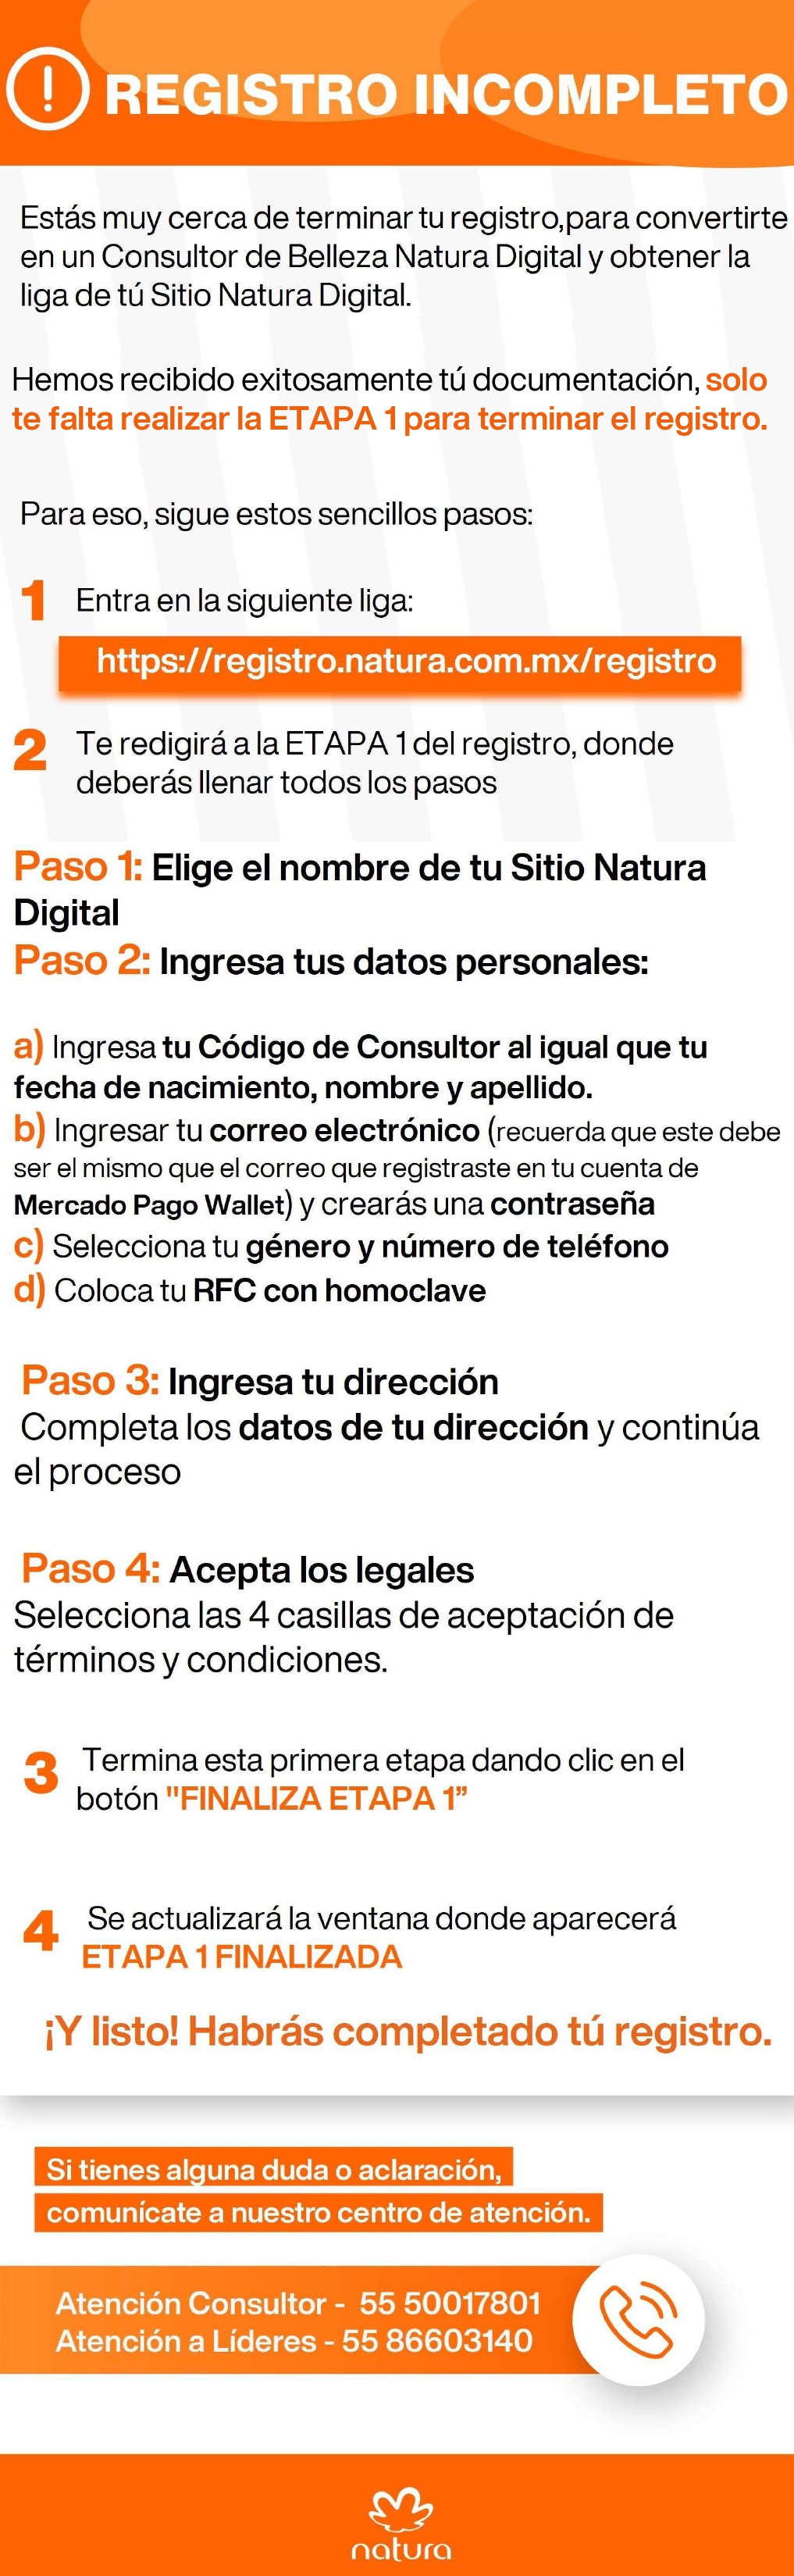 ! REGISTRO INCOMPLETO
Estás muy cerca de terminar tu registro,para convertirte
en un Consultor de Belleza Natura Digital y obtener la
liga de tú Sitio Natura Digital.
Hemos recibido exitosamente tú documentación, solo
te falta realizar la ETAPA 1 para terminar el registro.
Para eso, sigue estos sencillos pasos:
1 Entra en la siguiente liga:
https://registro.natura.com.mx/registro
2 Te redigirá a la ETAPA 1 del registro, donde
deberás llenar todos los pasos
Paso 1: Elige el nombre de tu Sitio Natura
Digital
Paso 2: Ingresa tus datos personales:
a) Ingresa tu Código de Consultor al igual que tu
fecha de nacimiento, nombre y apellido.
b) Ingresar tu correo electrónico (recuerda que este debe
ser el mismo que el correo que registraste en tu cuenta de
Mercado Pago Wallet) y crearás una contraseña
c) Selecciona tu género y número de teléfono
d) Coloca tu RFC con homoclave
Paso 3: Ingresa tu dirección
Completa los datos de tu dirección y continúa
el proceso
Paso 4: Acepta los legales
Selecciona las 4 casillas de aceptación de
términos y condiciones.
3 Termina esta primera etapa dando clic en el
botón "FINALIZA ETAPA 1”
4 Se actualizará la ventana donde aparecerá
ETAPA 1 FINALIZADA
¡Y listo! Habrás completado tú registro.
Si tienes alguna duda o aclaración,
comunícate a nuestro centro de atención.
Atención Consultor - 55 50017801
Atención a Líderes - 55 86603140
natura